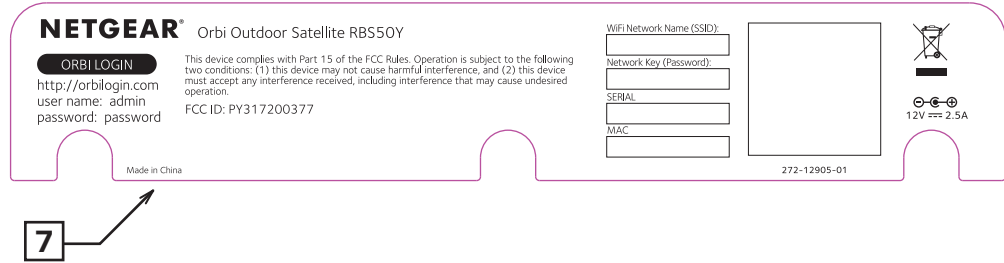 NETGEAR® Orbi Outdoor Satellite RBS50Y
ORBI LOGIN
http://orbilogin.com
user name: admin
password: password
This device complies with Part 15 of the FCC Rules. Operation is subject to the following
two conditions: (1) this device may not cause harmful interference, and (2) this device
must accept any interference received, including interference that may cause undesired
operation.
FCC ID: PY317200377
Made in China
WiFi Network Name (SSID):
Network Key (Password):
SERIAL
MAC
272-12905-01
12V ⎓ 2.5A
7